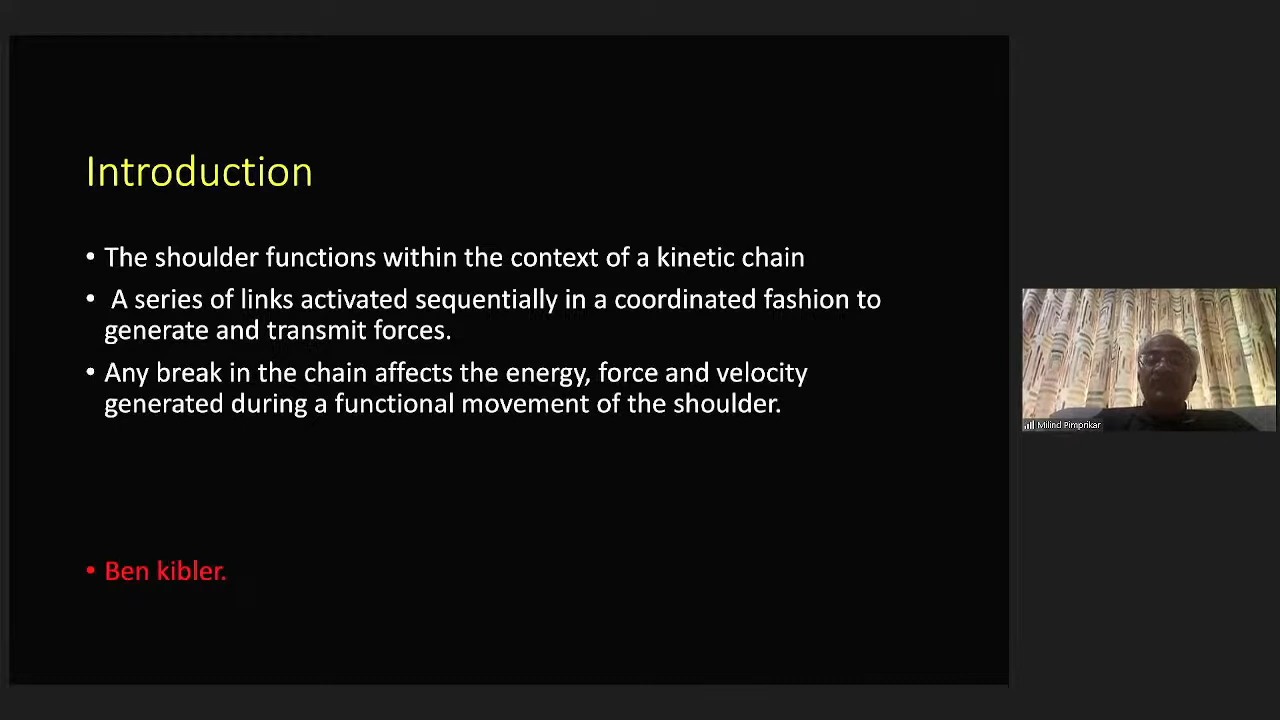 Introduction
• The shoulder functions within the context of a kinetic chain
• A series of links activated sequentially in a coordinated fashion to
generate and transmit forces.
• Any break in the chain affects the energy, force and velocity
generated during a functional movement of the shoulder.
• Ben kibler.
Milind Pimprikar